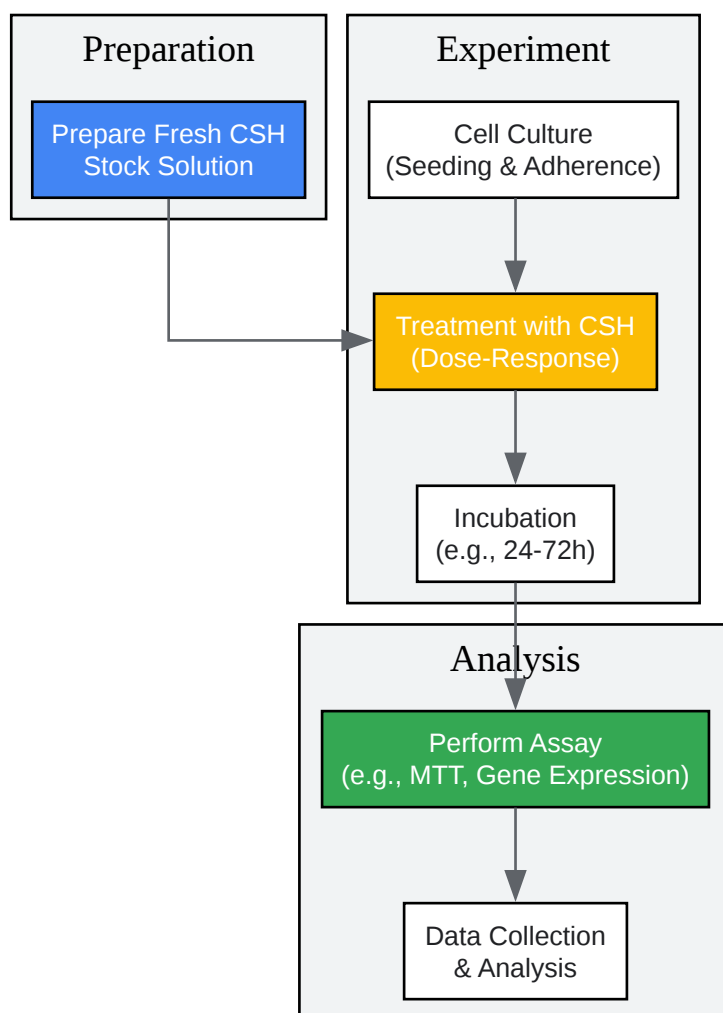 Preparation
Prepare Fresh CSH
Stock Solution
Experiment
Cell Culture
(Seeding & Adherence)
Treatment with CSH
(Dose-Response)
Incubation
(e.g., 24-72h)
Analysis
Perform Assay
(e.g., MTT, Gene Expression)
Data Collection
& Analysis